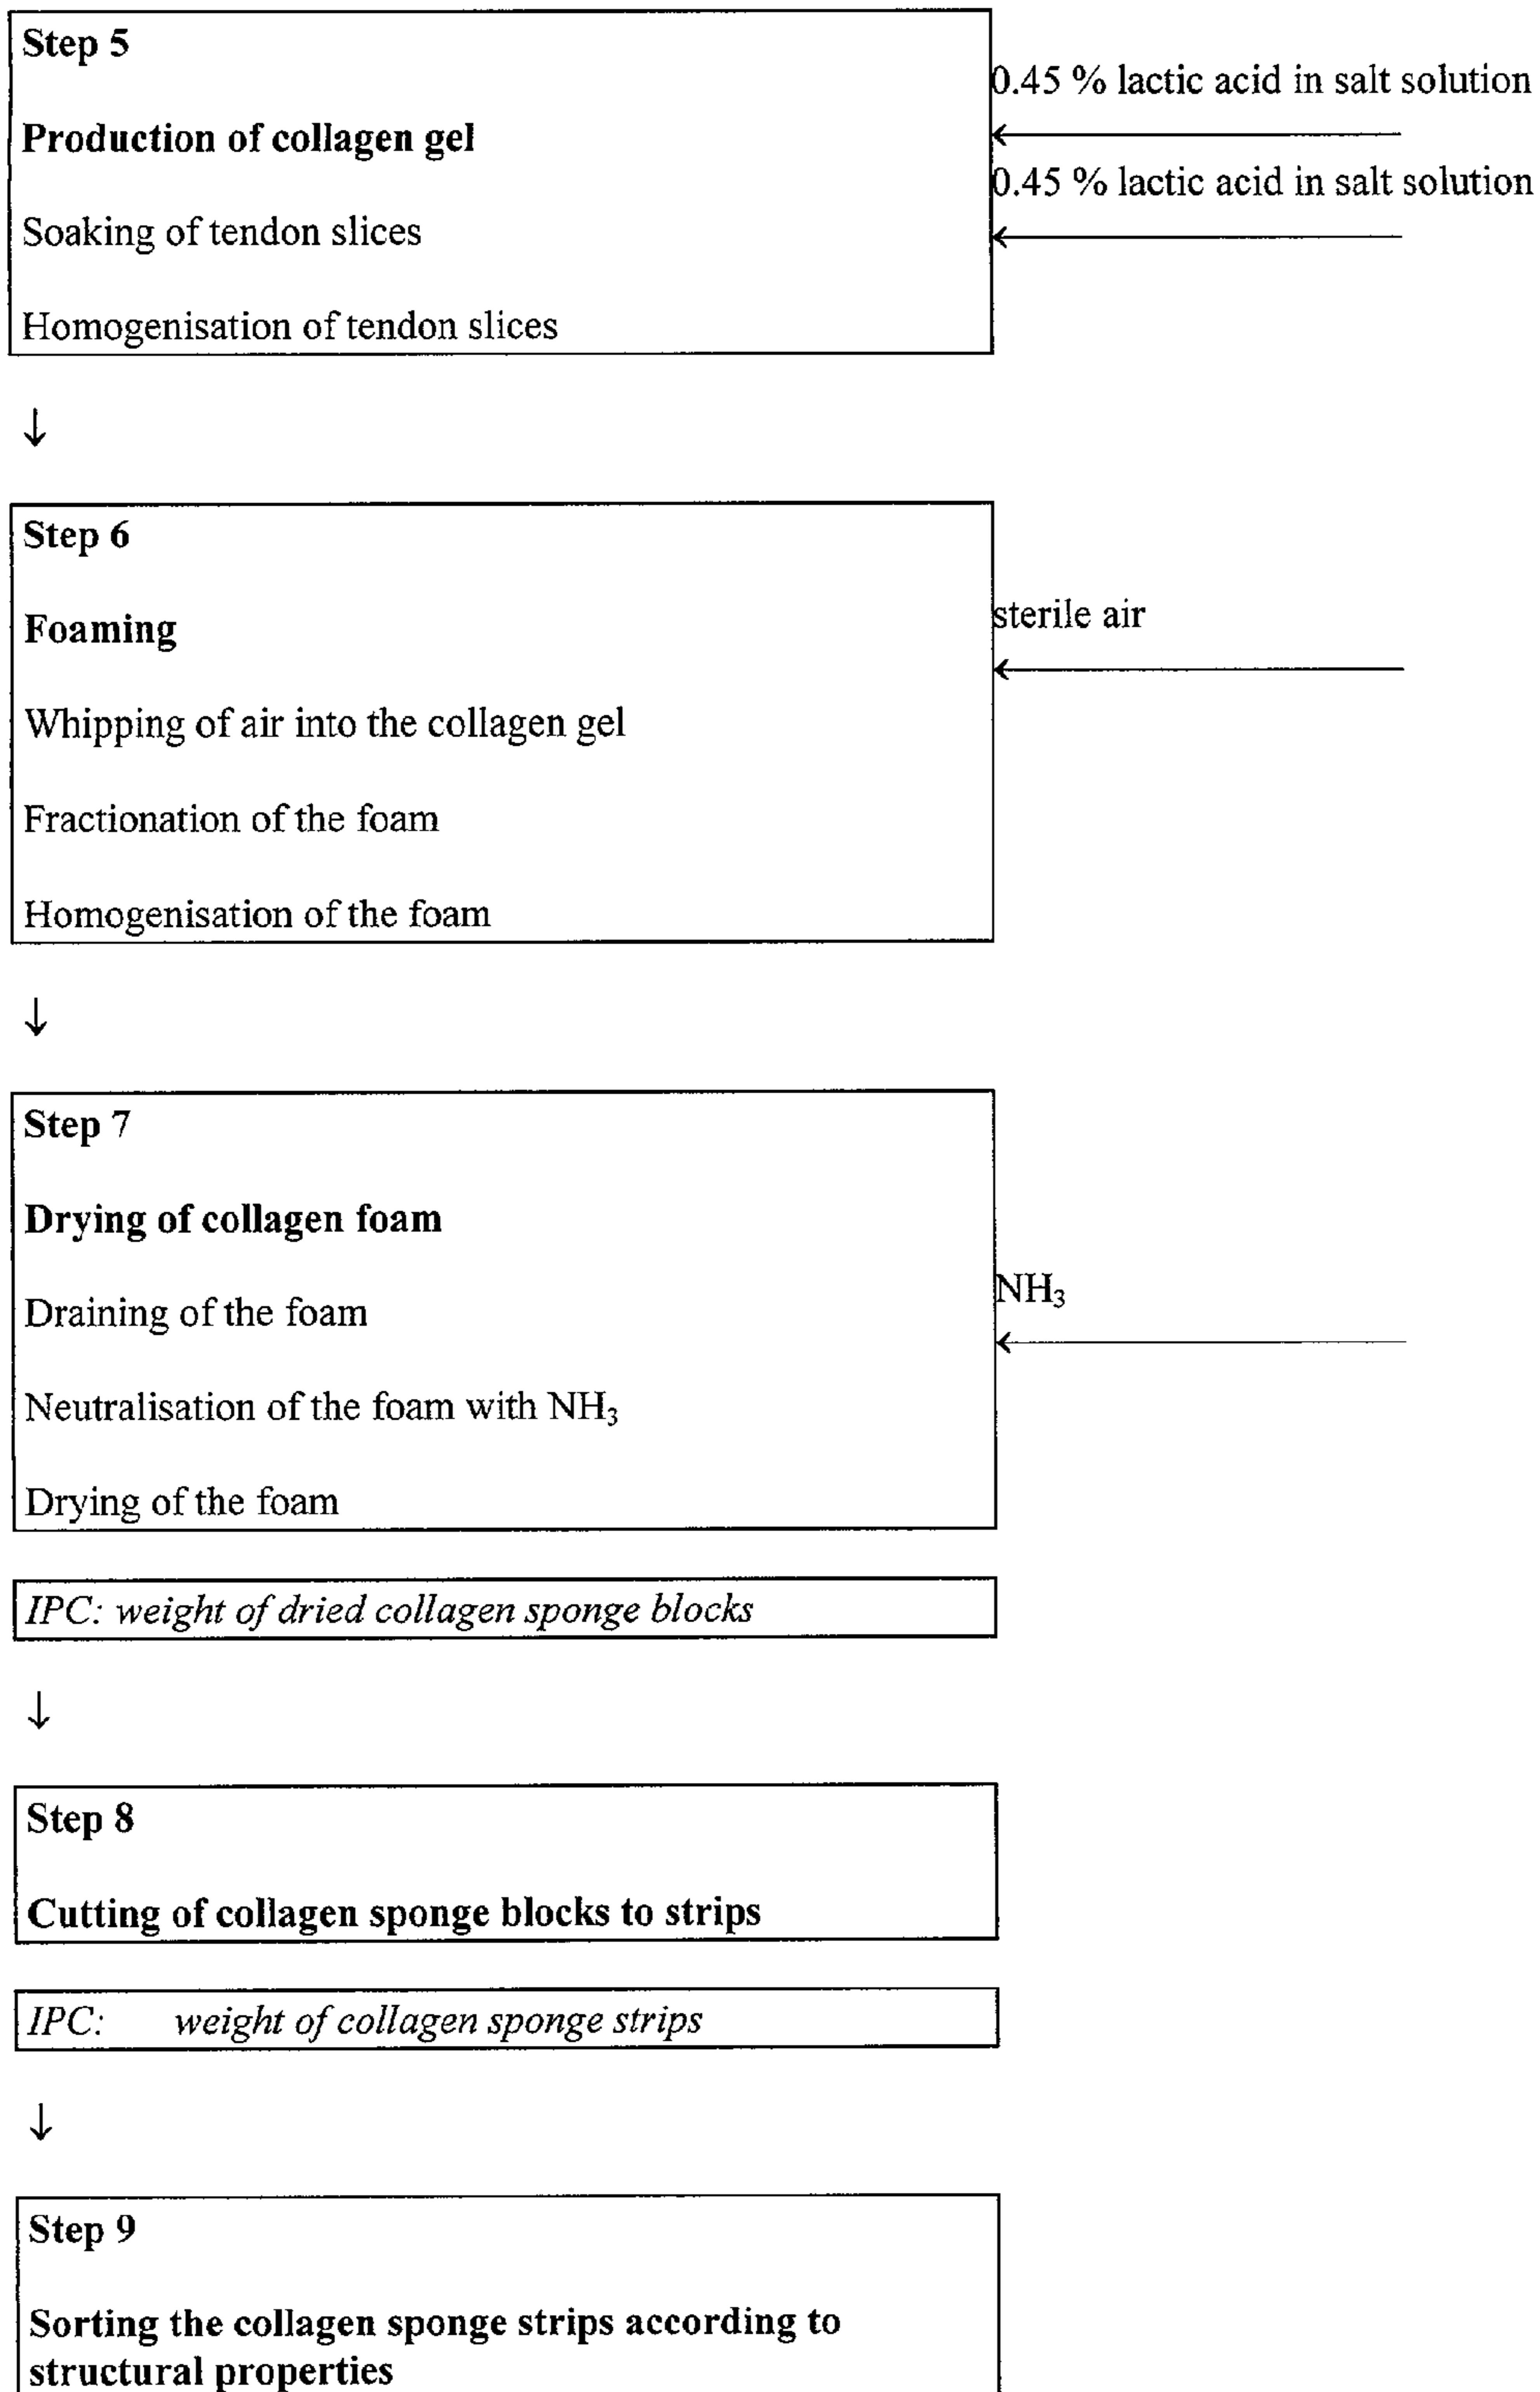 Step 5
0.45 % lactic acid in salt solution
Production of collagen gel
0.45 % lactic acid in salt solution
Soaking of tendon slices
Homogenisation of tendon slices
↓
Step 6
sterile air
Foaming
Whipping of air into the collagen gel
Fractionation of the foam
Homogenisation of the foam
↓
Step 7
Drying of collagen foam
NH₃
Draining of the foam
Neutralisation of the foam with NH₃
Drying of the foam
IPC: weight of dried collagen sponge blocks
↓
Step 8
Cutting of collagen sponge blocks to strips
IPC: weight of collagen sponge strips
↓
Step 9
Sorting the collagen sponge strips according to
structural properties